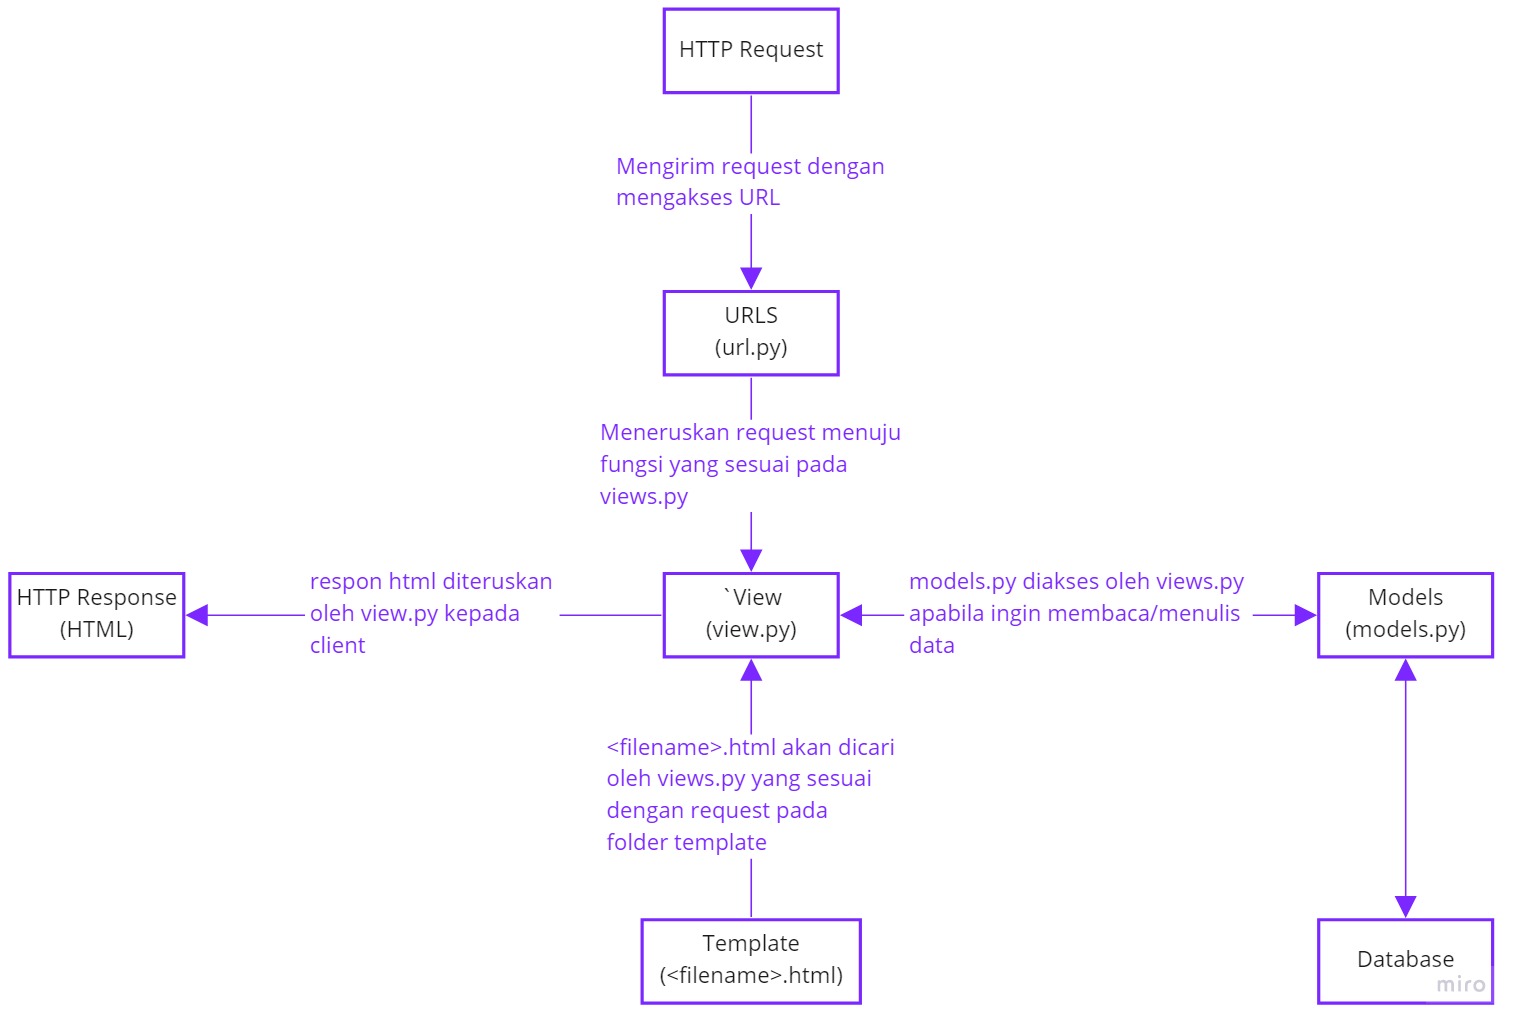 HTTP Request
Mengirim request dengan
mengakses URL
URLS
(url.py)
Meneruskan request menuju
fungsi yang sesuai pada
views.py
HTTP Response
(HTML)
respon html diteruskan
oleh view.py kepada
client
`View
(view.py)
models.py diakses oleh views.py
apabila ingin membaca/menulis
data
Models
(models.py)
<filename>.html akan dicari
oleh views.py yang sesuai
dengan request pada
folder template
Template
(<filename>.html)
Database
miro